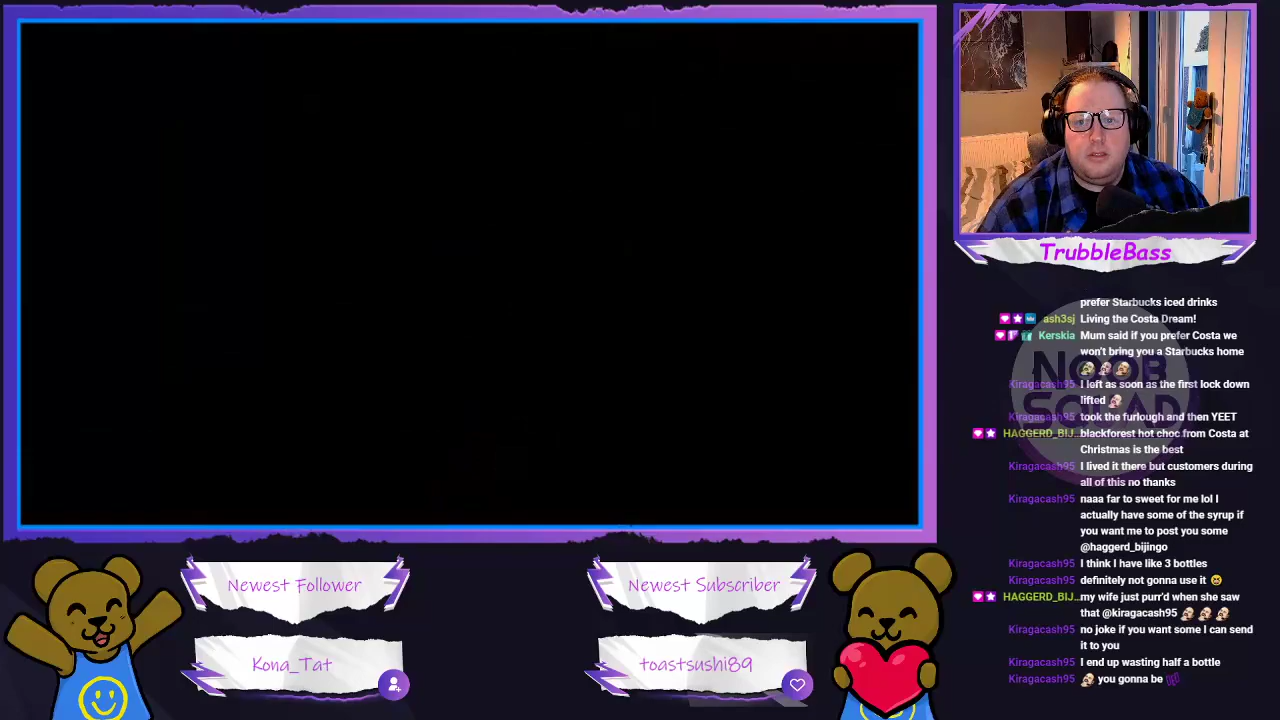 TrubbleBass
prefer Starbucks iced drinks
ash3sj Living the Costa Dream!
Kerskia Mum said if you prefer Costa we
won't bring you a Starbucks home
Kiragacash95 I left as soon as the first lock down
lifted
Kiragacash95 took the furlough and then YEET
HAGGERD_BIJ... blackforest hot choc from Costa at
Christmas is the best
Kiragacash95 I lived it there but customers during
all of this no thanks
Kiragacash95 naaa far to sweet for me lol I
actually have some of the syrup if
you want me to post you some
@haggerd_bijingo
Kiragacash95 I think I have like 3 bottles
Kiragacash95 definitely not gonna use it
HAGGERD_BIJ... my wife just purr'd when she saw
that @kiragacash95
Kiragacash95 no joke if you want some I can send
it to you
Kiragacash95 I end up wasting half a bottle
Kiragacash95 you gonna be
NOOB
SQUAD
Newest Follower
Kona_Tat
Newest Subscriber
toastsushi89